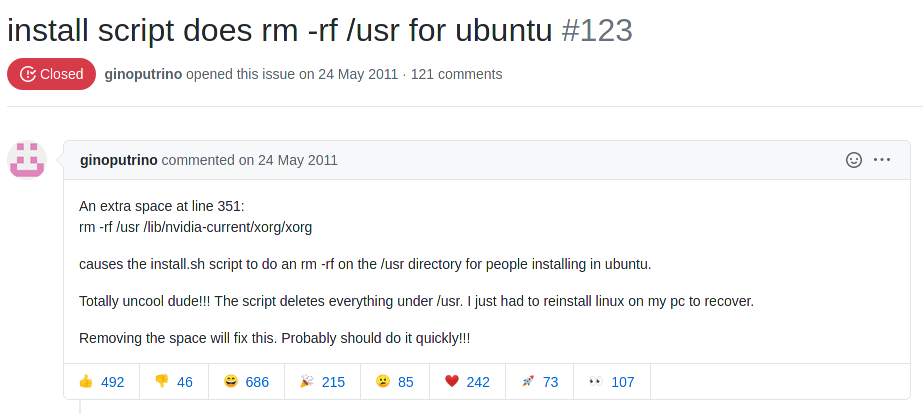 install script does rm -rf /usr for ubuntu #123
Closed ginoputrino opened this issue on 24 May 2011 · 121 comments
ginoputrino commented on 24 May 2011
An extra space at line 351:
rm -rf /usr /lib/nvidia-current/xorg/xorg
causes the install.sh script to do an rm -rf on the /usr directory for people installing in ubuntu.
Totally uncool dude!!! The script deletes everything under /usr. I just had to reinstall linux on my pc to recover.
Removing the space will fix this. Probably should do it quickly!!!
👍 492 👎 46 😄 686 🎉 215 😕 85 ❤️ 242 🚀 73 👀 107